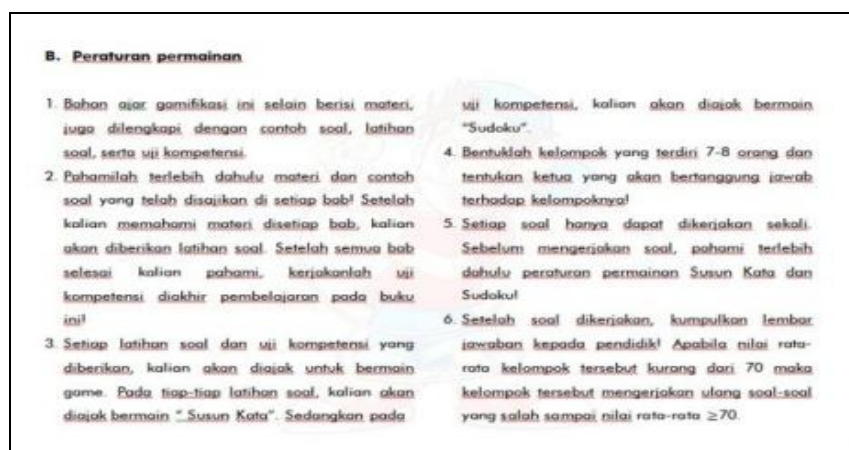 B. Peraturan permainan
1. Bahan ajar gamifikasi ini selain berisi materi,
juga dilengkapi dengan contoh soal, latihan
soal, serta uji kompetensi.
2. Pahamilah terlebih dahulu materi dan contoh
soal yang telah disajikan di setiap bab! Setelah
kalian memahami materi disetiap bab, kalian
akan diberikan latihan soal. Setelah semua bab
selesai kalian pahami, kerjakanlah uji
kompetensi diakhir pembelajaran pada buku
ini!
3. Setiap latihan soal dan uji kompetensi yang
diberikan, kalian akan diajak untuk bermain
game. Pada tiap-tiap latihan soal, kalian akan
diajak bermain " Susun Kata". Sedangkan pada
uji kompetensi, kalian akan diajak bermain
"Sudoku".
4. Bentuklah kelompok yang terdiri 7-8 orang dan
tentukan ketua yang akan bertanggung jawab
terhadap kelompoknya!
5. Setiap soal hanya dapat dikerjakan sekali.
Sebelum mengerjakan soal, pahami terlebih
dahulu peraturan permainan Susun Kata dan
Sudoku!
6. Setelah soal dikerjakan, kumpulkan lembar
jawaban kepada pendidik! Apabila nilai rata-
rata kelompok tersebut kurang dari 70 maka
kelompok tersebut mengerjakan ulang soal-soal
yang salah sampai nilai rata-rata ≥70.